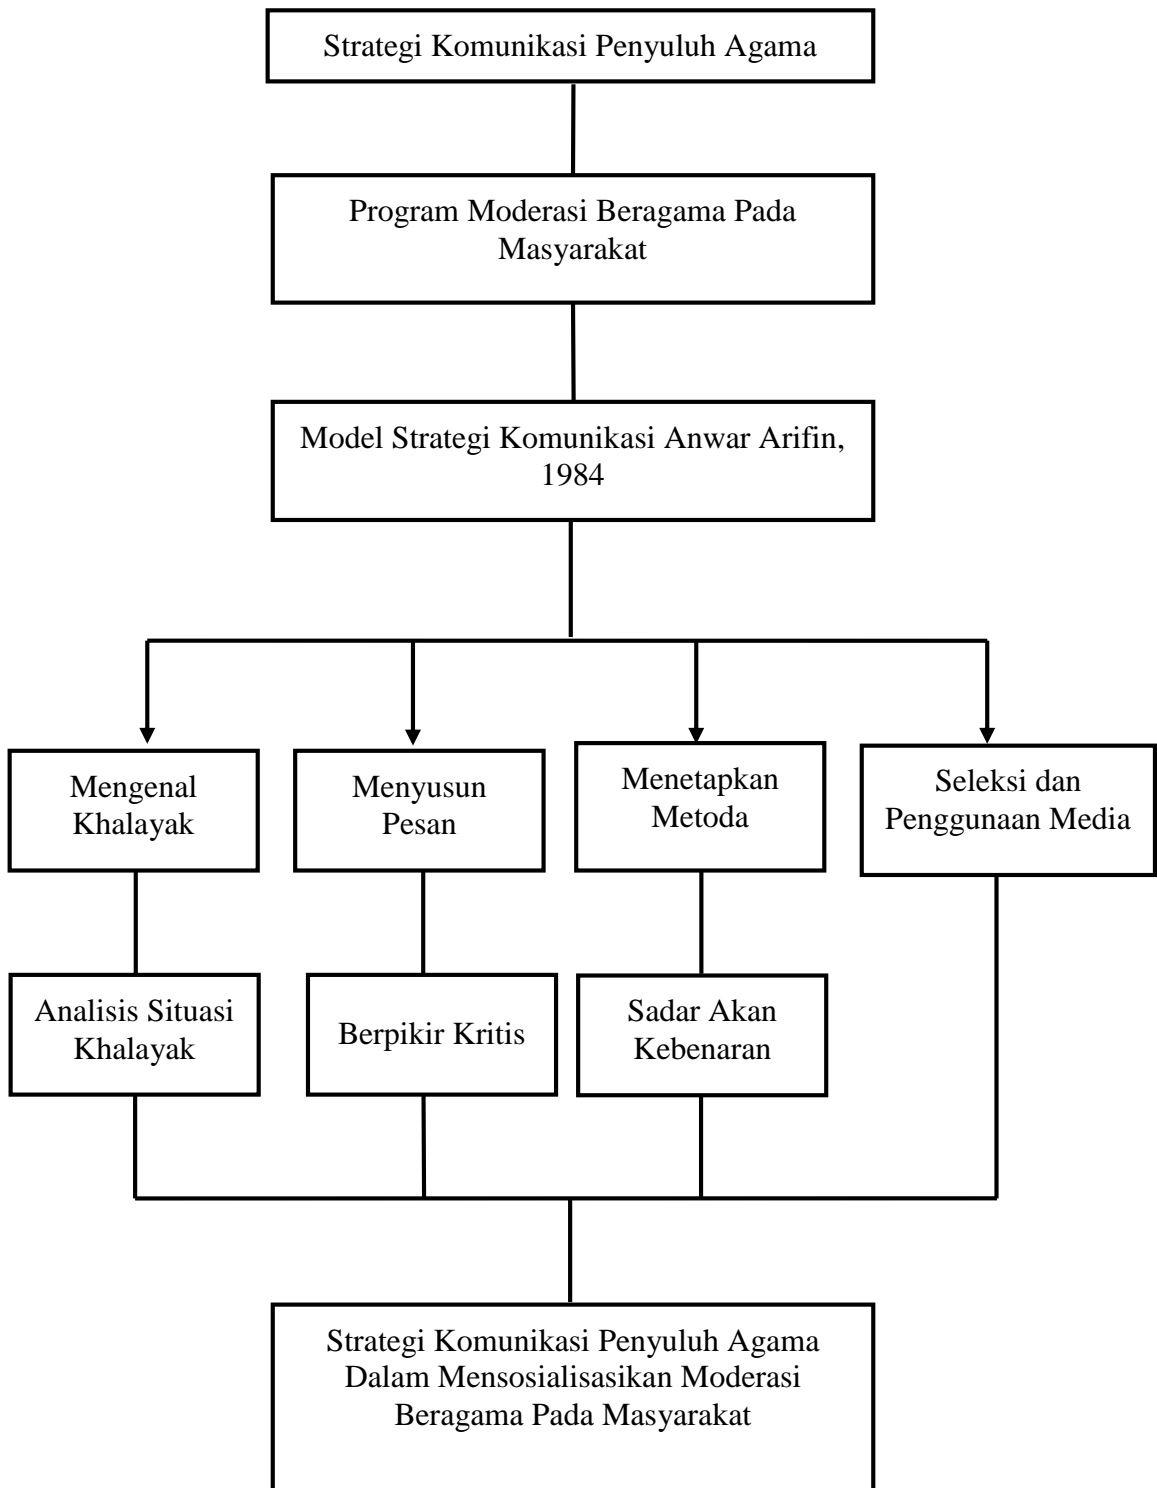 Strategi Komunikasi Penyuluh Agama
Program Moderasi Beragama Pada
Masyarakat
Model Strategi Komunikasi Anwar Arifin,
1984
Mengenal
Khalayak
Menyusun
Pesan
Menetapkan
Metoda
Seleksi dan
Penggunaan Media
Analisis Situasi
Khalayak
Berpikir Kritis
Sadar Akan
Kebenaran
Strategi Komunikasi Penyuluh Agama
Dalam Mensosialisasikan Moderasi
Beragama Pada Masyarakat